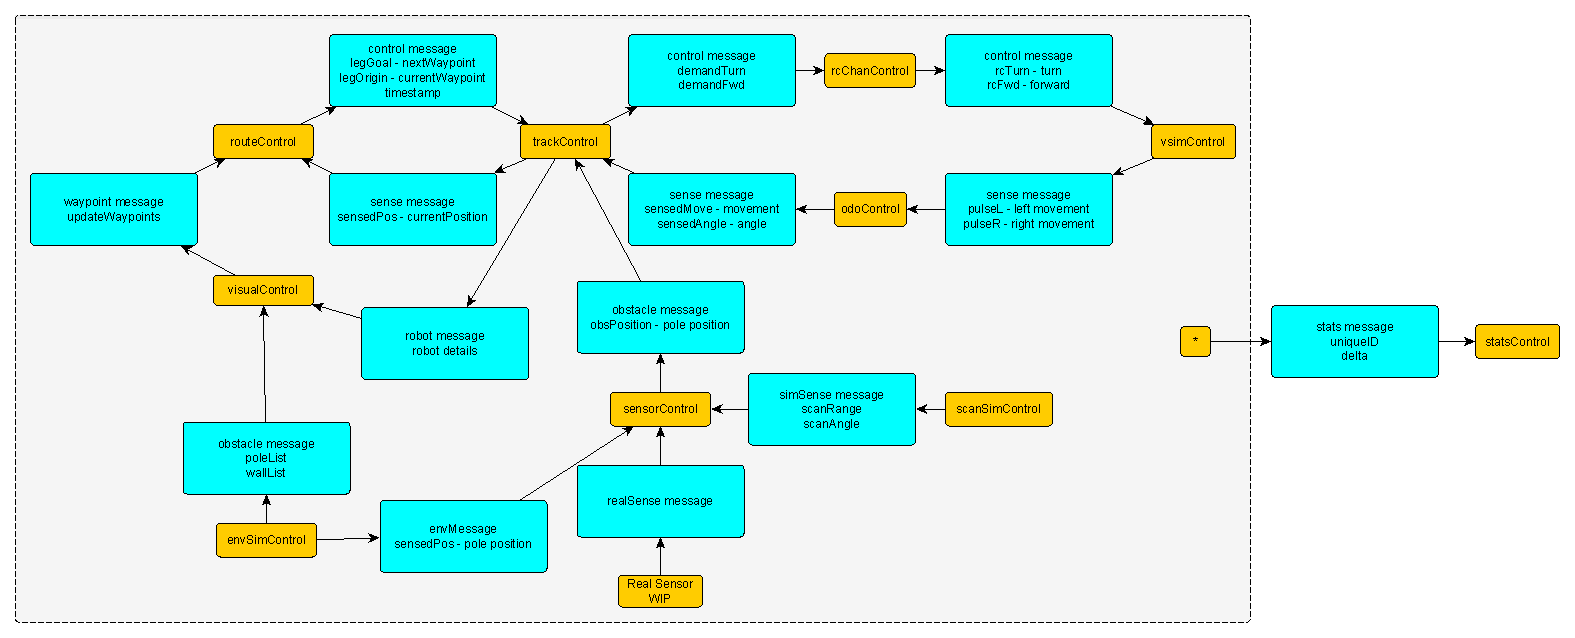 control message
legGoal - nextWaypoint
legOrigin - currentWaypoint
timestamp
control message
demandTurn
demandFwd
rcChanControl
control message
rcTurn - turn
rcFwd - forward
routeControl
trackControl
vsimControl
waypoint message
updateWaypoints
sense message
sensedPos - currentPosition
sense message
sensedMove - movement
sensedAngle - angle
odoControl
sense message
pulseL - left movement
pulseR - right movement
visualControl
robot message
robot details
obstacle message
obsPosition - pole position
*
stats message
uniqueID
delta
statsControl
sensorControl
simSense message
scanRange
scanAngle
scanSimControl
obstacle message
poleList
wallList
realSense message
envSimControl
envMessage
sensedPos - pole position
Real Sensor
WIP